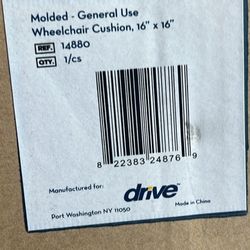 Molded - General Use
Wheelchair Cushion, 16" x 16"
REF. 14880
QTY. 1/cs
8 22383 24876 9
Manufactured for:
drive
Port Washington NY 11050
Made in China